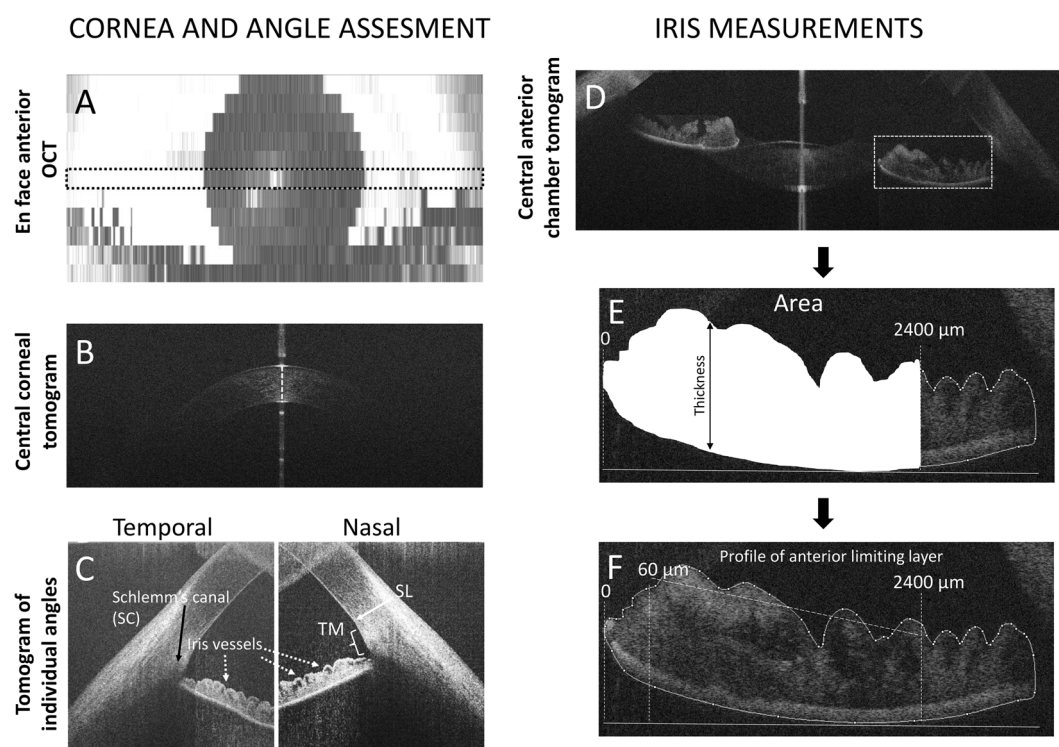 CORNEA AND ANGLE ASSESMENT
En face anterior
OCT
A
Central corneal
tomogram
B
Temporal
Nasal
Tomogram of
individual angles
C
Schlemm's canal
(SC)
SL
TM
Iris vessels
IRIS MEASUREMENTS
Central anterior
chamber tomogram
D
E
Area
0
2400 µm
Thickness
F
Profile of anterior limiting layer
0
60 µm
2400 µm